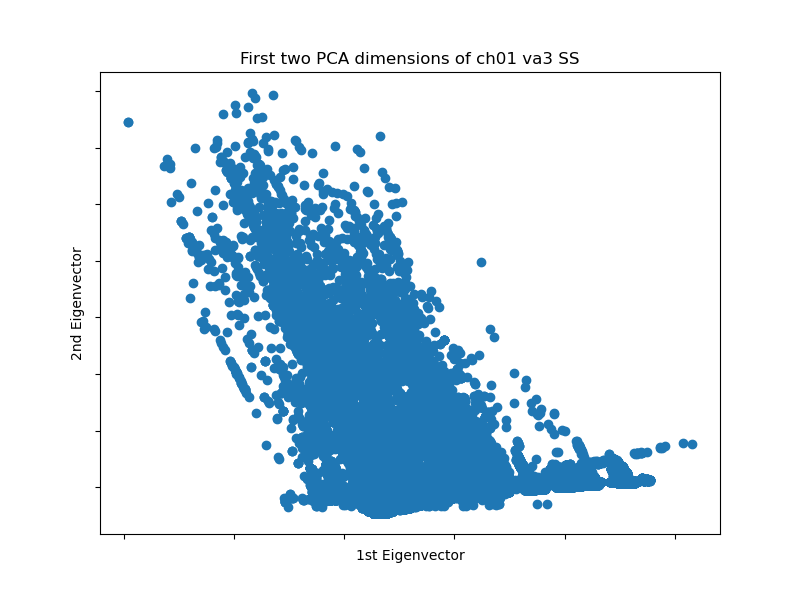 First two PCA dimensions of ch01 va3 SS
2nd Eigenvector
1st Eigenvector